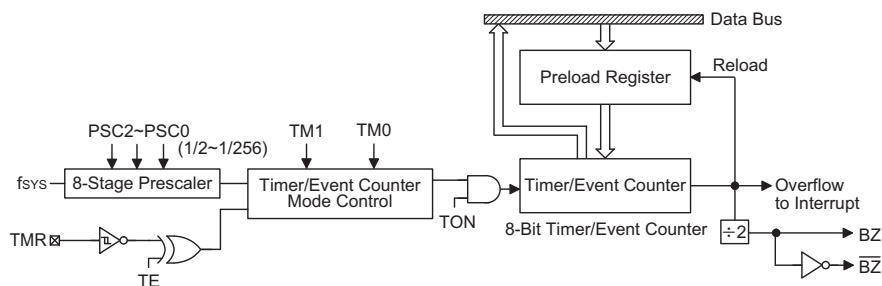 Data Bus
Preload Register
Reload
PSC2~PSC0
(1/2~1/256)
TM1
TM0
fSYS
8-Stage Prescaler
Timer/Event Counter
Mode Control
TON
Timer/Event Counter
8-Bit Timer/Event Counter
Overflow
to Interrupt
÷2
BZ
B̅Z̅
TMR
TE